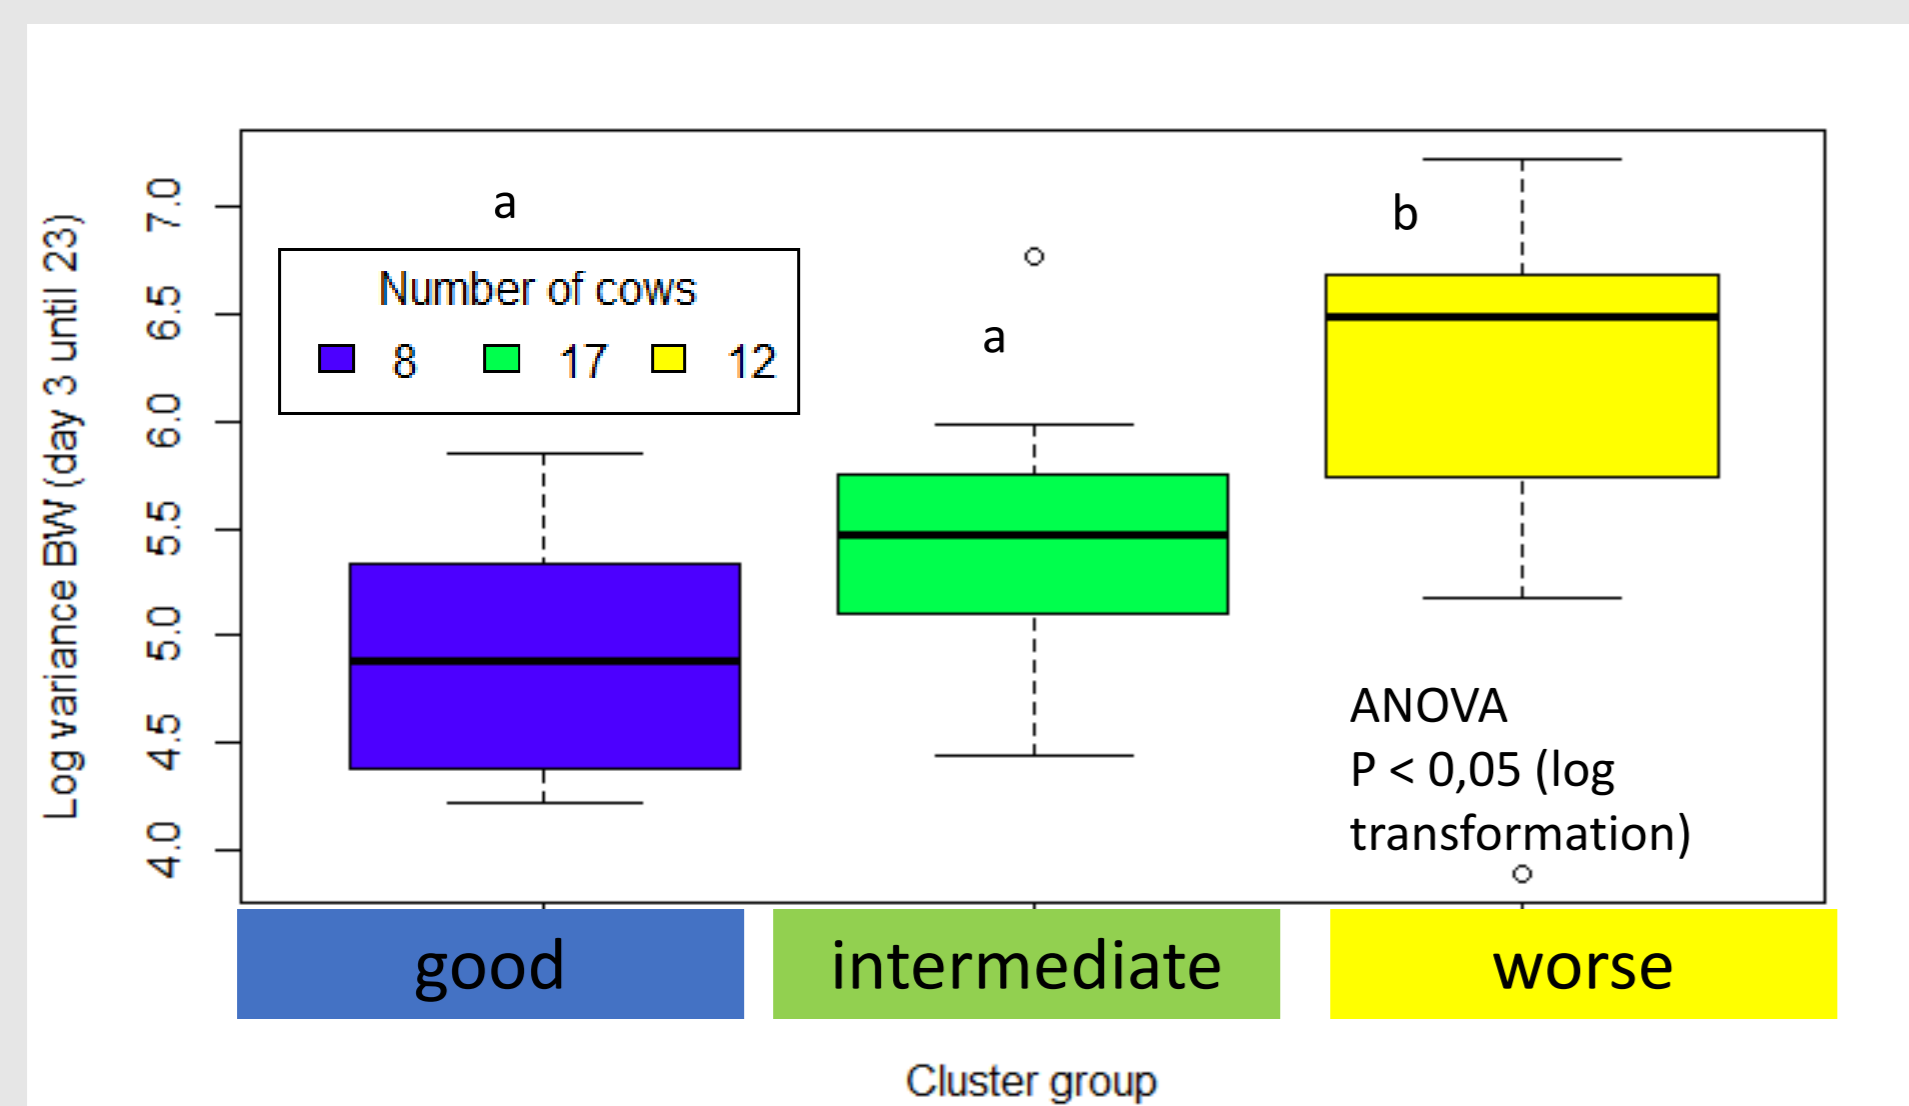 Log variance BW (day 3 until 23)
7.0
6.5
6.0
5.5
5.0
4.5
4.0
a
a
b
Number of cows
8 17 12
ANOVA
P < 0,05 (log
transformation)
good intermediate worse
Cluster group